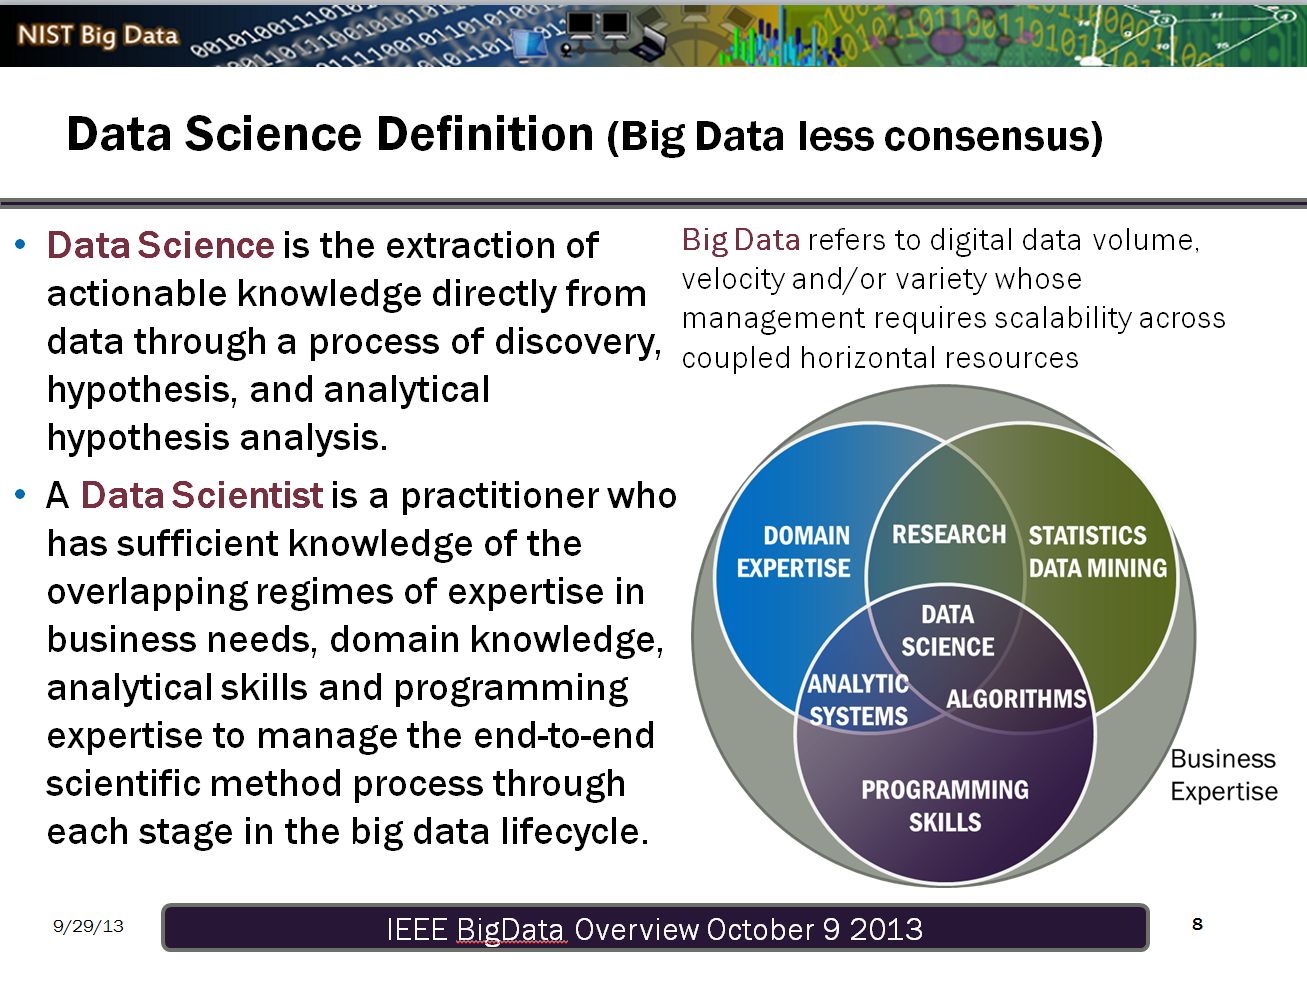 NIST Big Data
Data Science Definition (Big Data less consensus)
• Data Science is the extraction of
actionable knowledge directly from
data through a process of discovery,
hypothesis, and analytical
hypothesis analysis.
• A Data Scientist is a practitioner who
has sufficient knowledge of the
overlapping regimes of expertise in
business needs, domain knowledge,
analytical skills and programming
expertise to manage the end-to-end
scientific method process through
each stage in the big data lifecycle.
Big Data refers to digital data volume,
velocity and/or variety whose
management requires scalability across
coupled horizontal resources
DOMAIN
EXPERTISE
RESEARCH
STATISTICS
DATA MINING
DATA
SCIENCE
ANALYTIC
SYSTEMS
ALGORITHMS
PROGRAMMING
SKILLS
Business
Expertise
9/29/13
IEEE BigData Overview October 9 2013
8